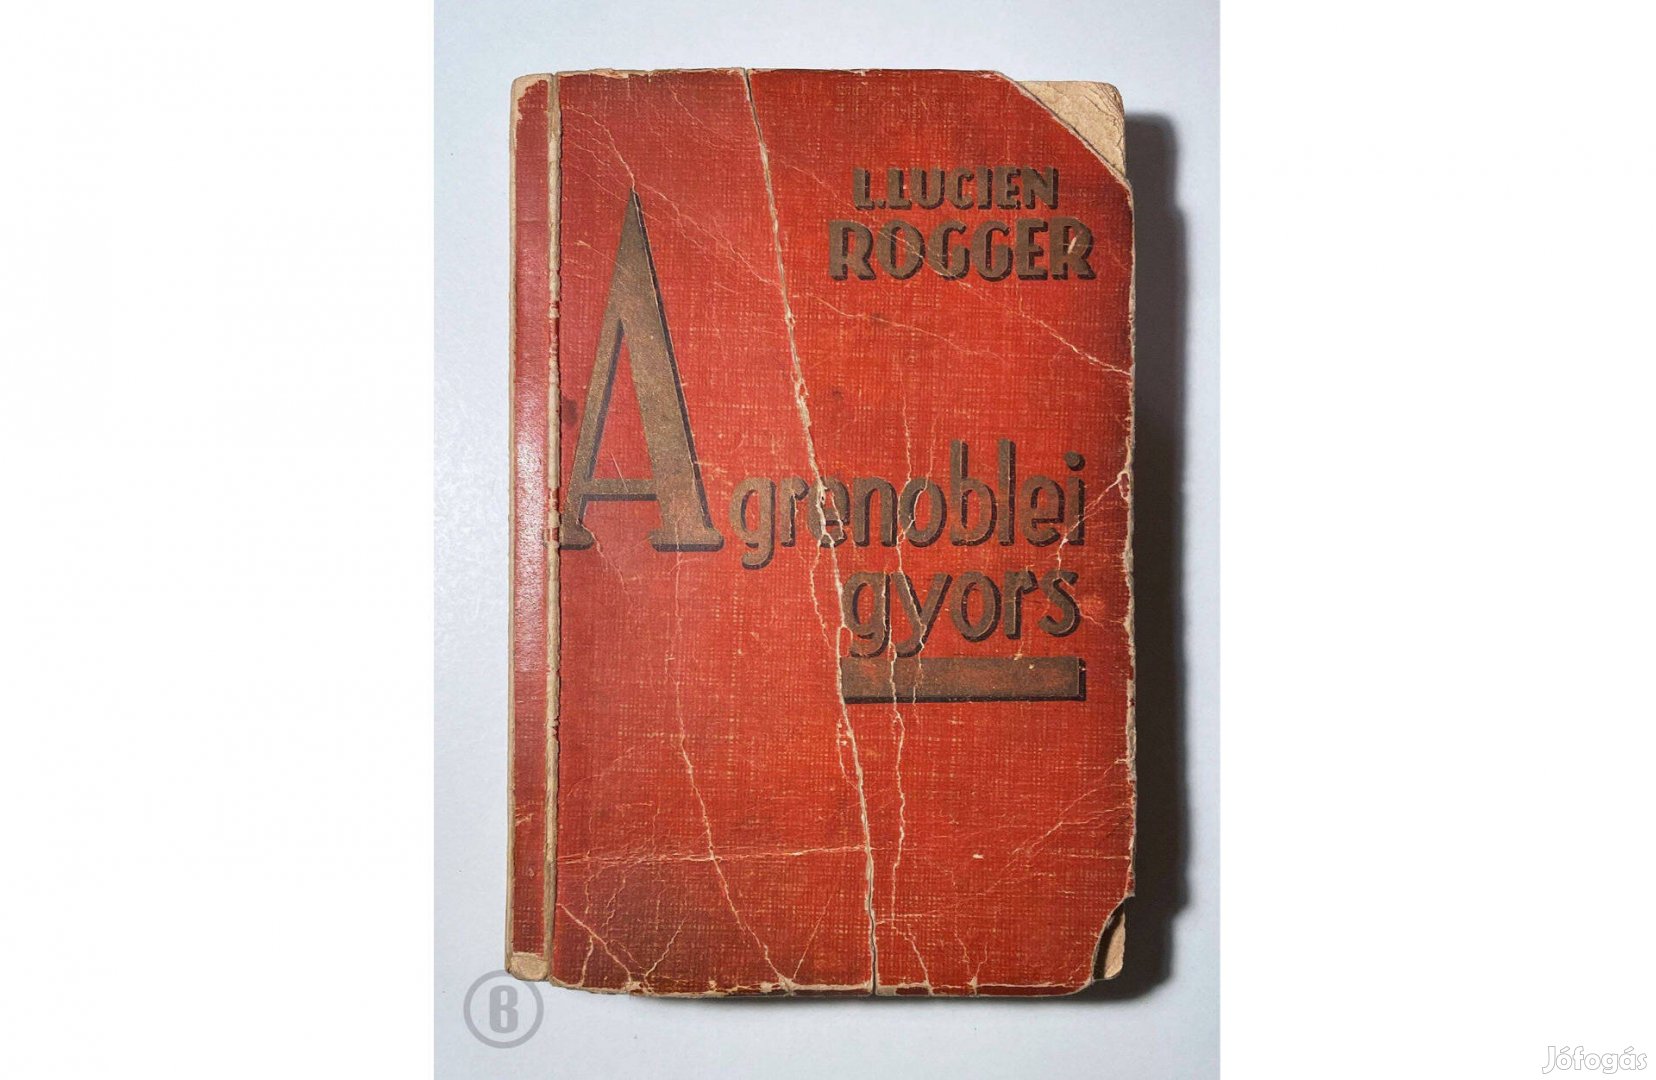 L.LUCIEN
ROGGER
A grenoblei
gyors
B
Jófogás